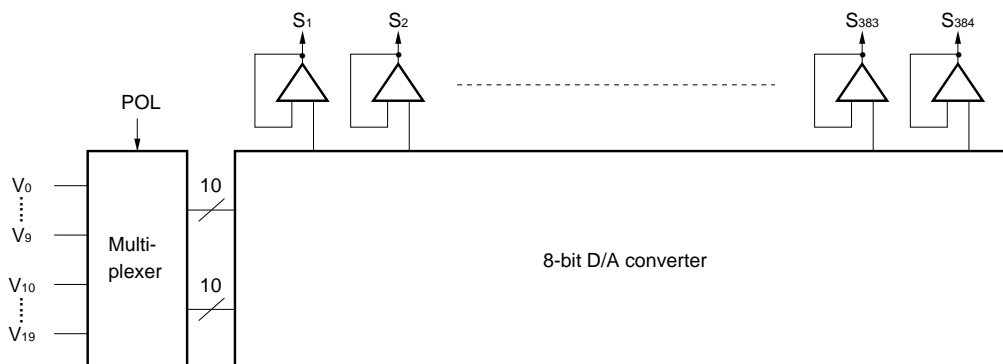 S1 S2 S383 S384
POL
V0 10
V9
Multi-
plexer
8-bit D/A converter
V10 10
V19